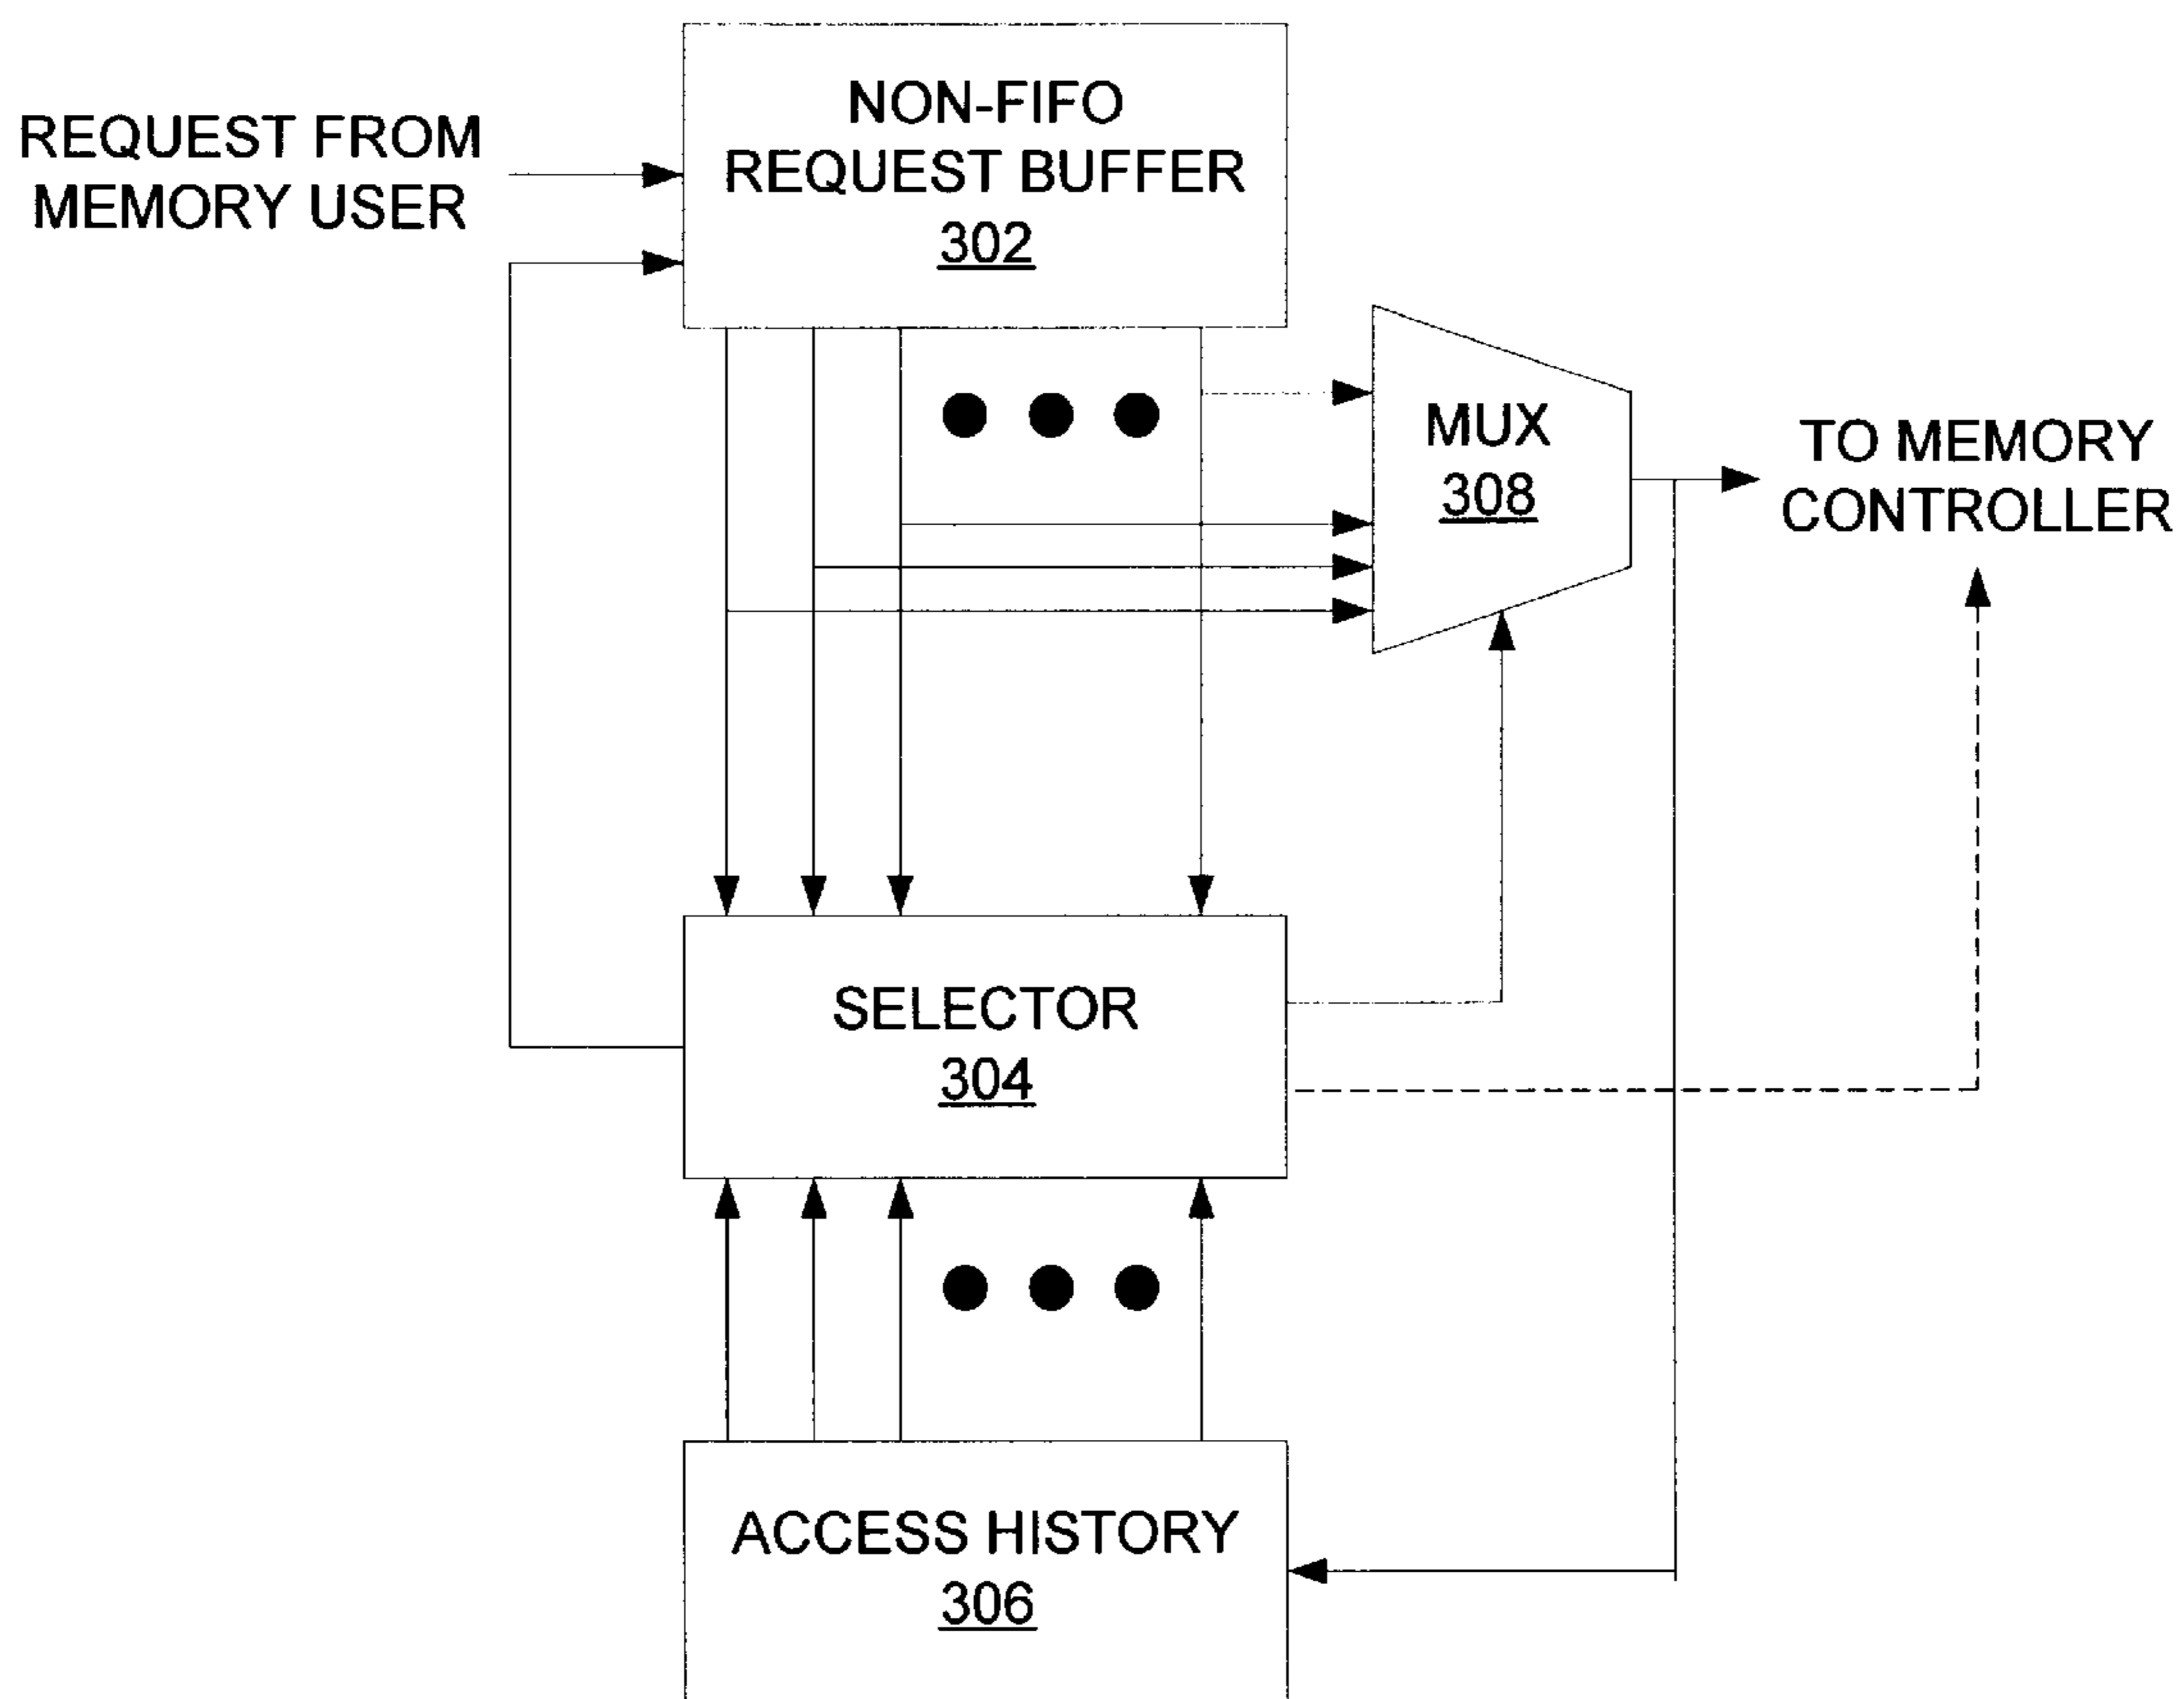 NON-FIFO
REQUEST BUFFER
302
REQUEST FROM
MEMORY USER
MUX
308
TO MEMORY
CONTROLLER
SELECTOR
304
ACCESS HISTORY
306